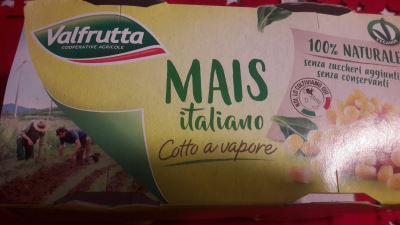 Valfrutta
COOPERATIVE AGRICOLE
MAIS
italiano
Cotto a vapore
100% NATURALE
senza zuccheri aggiunti
senza conservanti